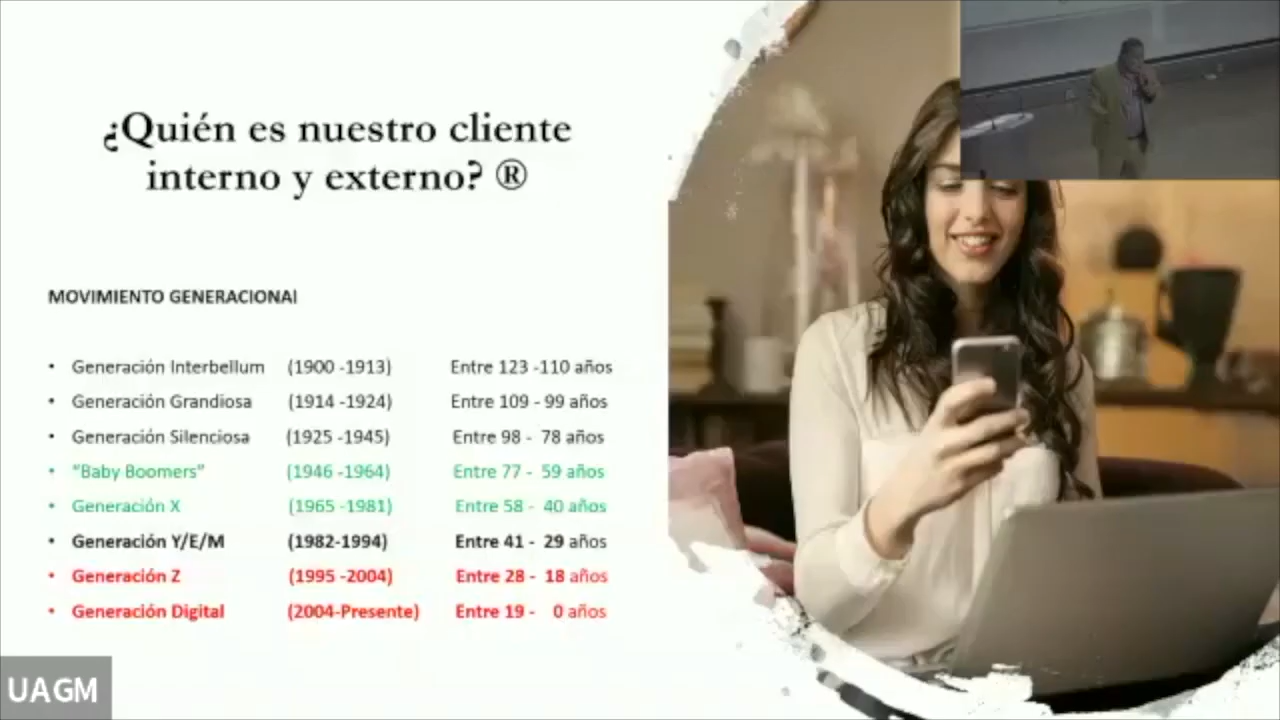 ¿Quién es nuestro cliente
interno y externo? ®
MOVIMIENTO GENERACIONAl
• Generación Interbellum (1900 -1913) Entre 123 -110 años
• Generación Grandiosa (1914 -1924) Entre 109 - 99 años
• Generación Silenciosa (1925 -1945) Entre 98 - 78 años
• “Baby Boomers” (1946 -1964) Entre 77 - 59 años
• Generación X (1965 -1981) Entre 58 - 40 años
• Generación Y/E/M (1982-1994) Entre 41 - 29 años
• Generación Z (1995 -2004) Entre 28 - 18 años
• Generación Digital (2004-Presente) Entre 19 - 0 años
UAGM